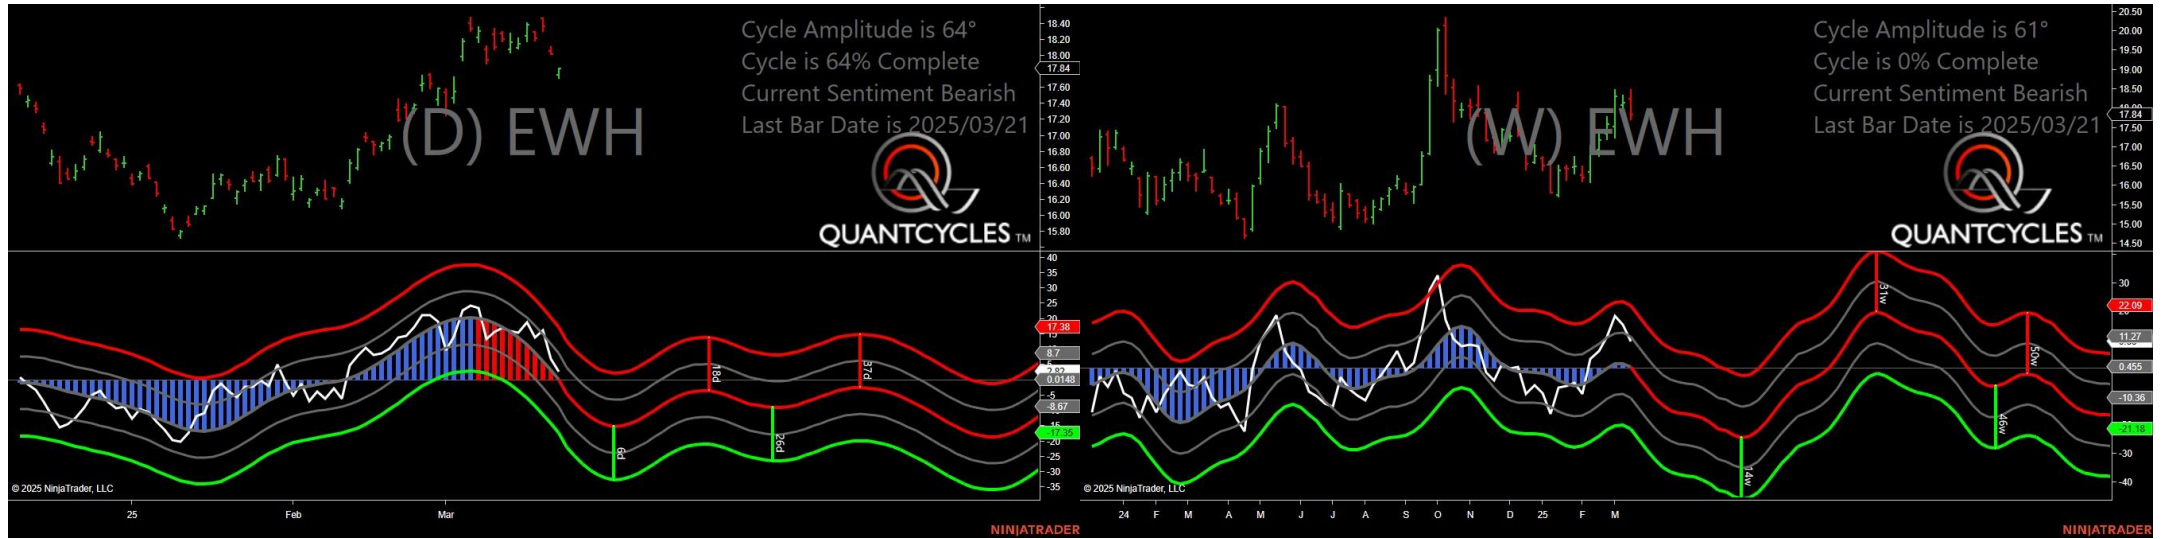 Cycle Amplitude is 64°
Cycle is 64% Complete
Current Sentiment Bearish
Last Bar Date is 2025/03/21
(D) EWH
QUANTCYCLES TM
18.40
18.20
18.00
17.84
17.60
17.40
17.20
17.00
16.80
16.60
16.40
16.20
16.00
15.80
40
35
30
25
20
17.38
8.7
2.82
0.0148
-5
-8.67
-17.35
-20
-25
-30
-35
18d
37d
6d
26d
© 2025 NinjaTrader, LLC
25
Feb
Mar
NINJATRADER
Cycle Amplitude is 61°
Cycle is 0% Complete
Current Sentiment Bearish
Last Bar Date is 2025/03/21
(W) EWH
QUANTCYCLES TM
20.50
20.00
19.50
19.00
18.50
18.00
17.84
17.50
17.00
16.50
16.00
15.50
15.00
14.50
30
22.09
11.27
0.455
-10.36
-21.18
-30
-40
31w
50w
46w
14w
© 2025 NinjaTrader, LLC
24
F
M
A
M
J
J
A
S
O
N
D
25
F
M
NINJATRADER